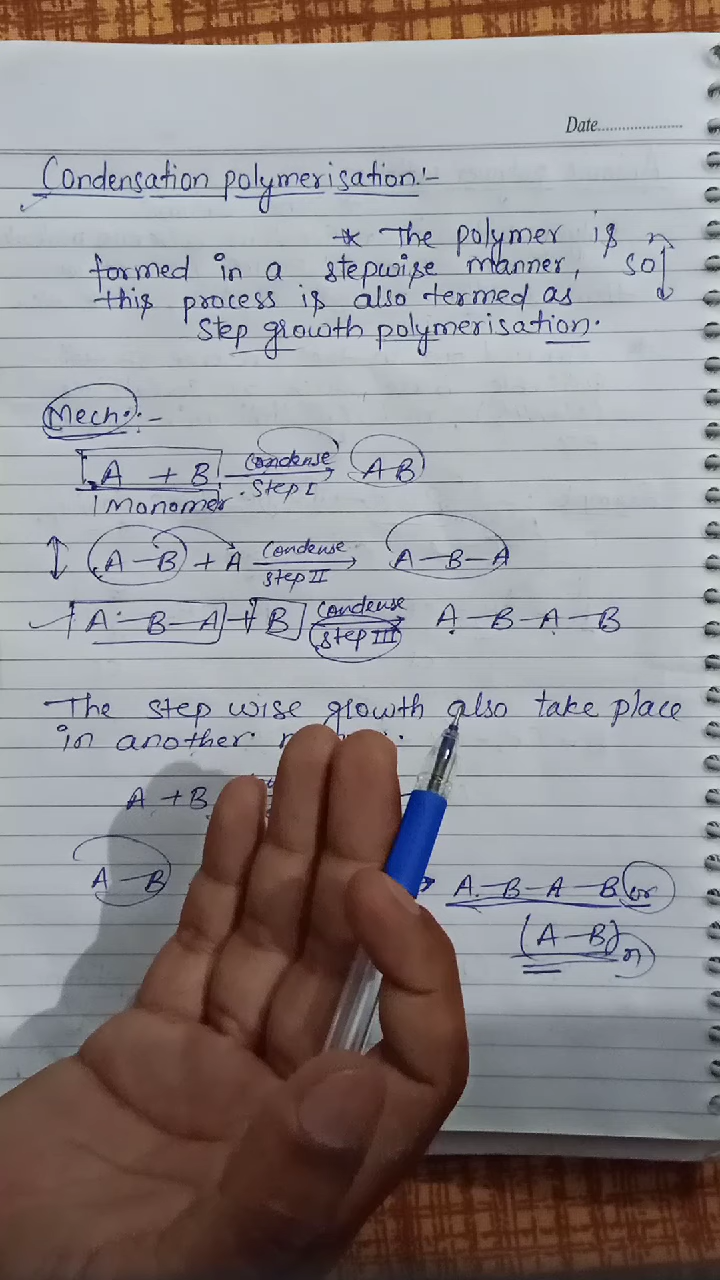 Date....................
Condensation polymerisation:-
* The polymer is
formed in a stepwise manner, so
this process is also termed as
Step growth polymerisation.
Mech:-
A + B Condense Step I AB
1 Monomer
A-B + A Condense Step II A-B-A
A-B-A + B Condense Step III A-B-A-B
The step wise growth also take place
in another
A + B
A-B A-B-A-B or
(A-B)n